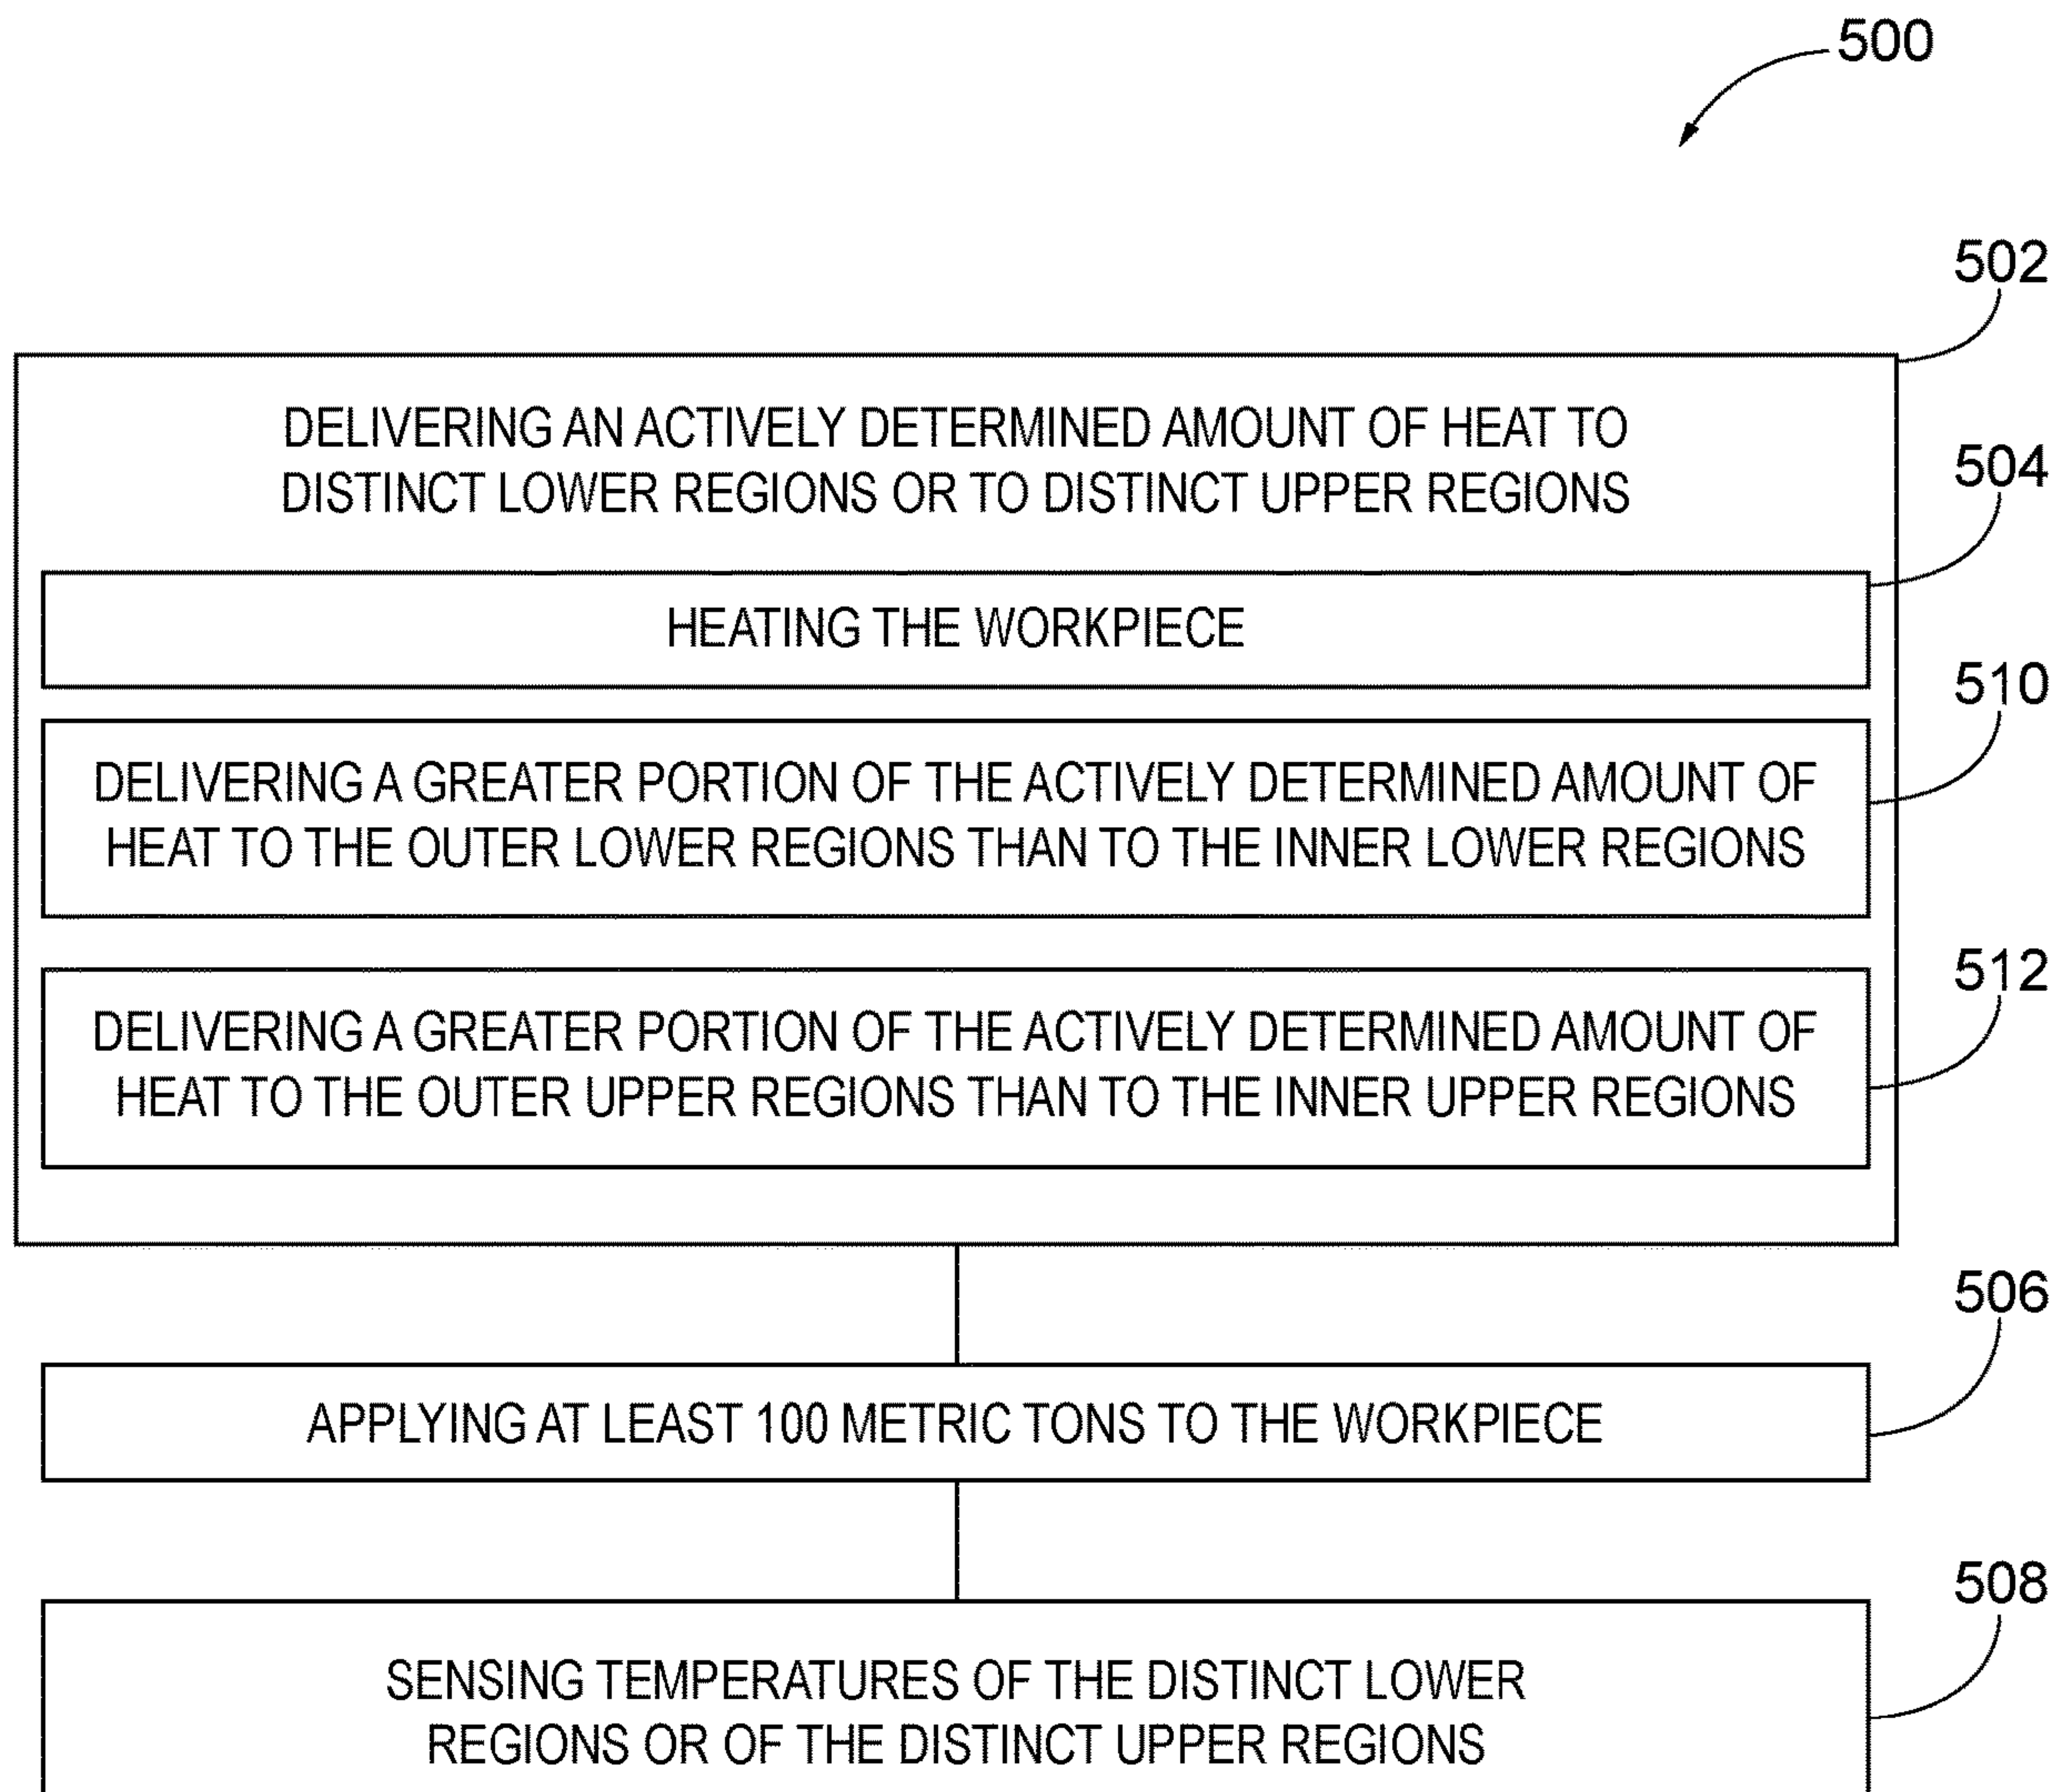 500
502
DELIVERING AN ACTIVELY DETERMINED AMOUNT OF HEAT TO
DISTINCT LOWER REGIONS OR TO DISTINCT UPPER REGIONS
504
HEATING THE WORKPIECE
510
DELIVERING A GREATER PORTION OF THE ACTIVELY DETERMINED AMOUNT OF
HEAT TO THE OUTER LOWER REGIONS THAN TO THE INNER LOWER REGIONS
512
DELIVERING A GREATER PORTION OF THE ACTIVELY DETERMINED AMOUNT OF
HEAT TO THE OUTER UPPER REGIONS THAN TO THE INNER UPPER REGIONS
506
APPLYING AT LEAST 100 METRIC TONS TO THE WORKPIECE
508
SENSING TEMPERATURES OF THE DISTINCT LOWER
REGIONS OR OF THE DISTINCT UPPER REGIONS